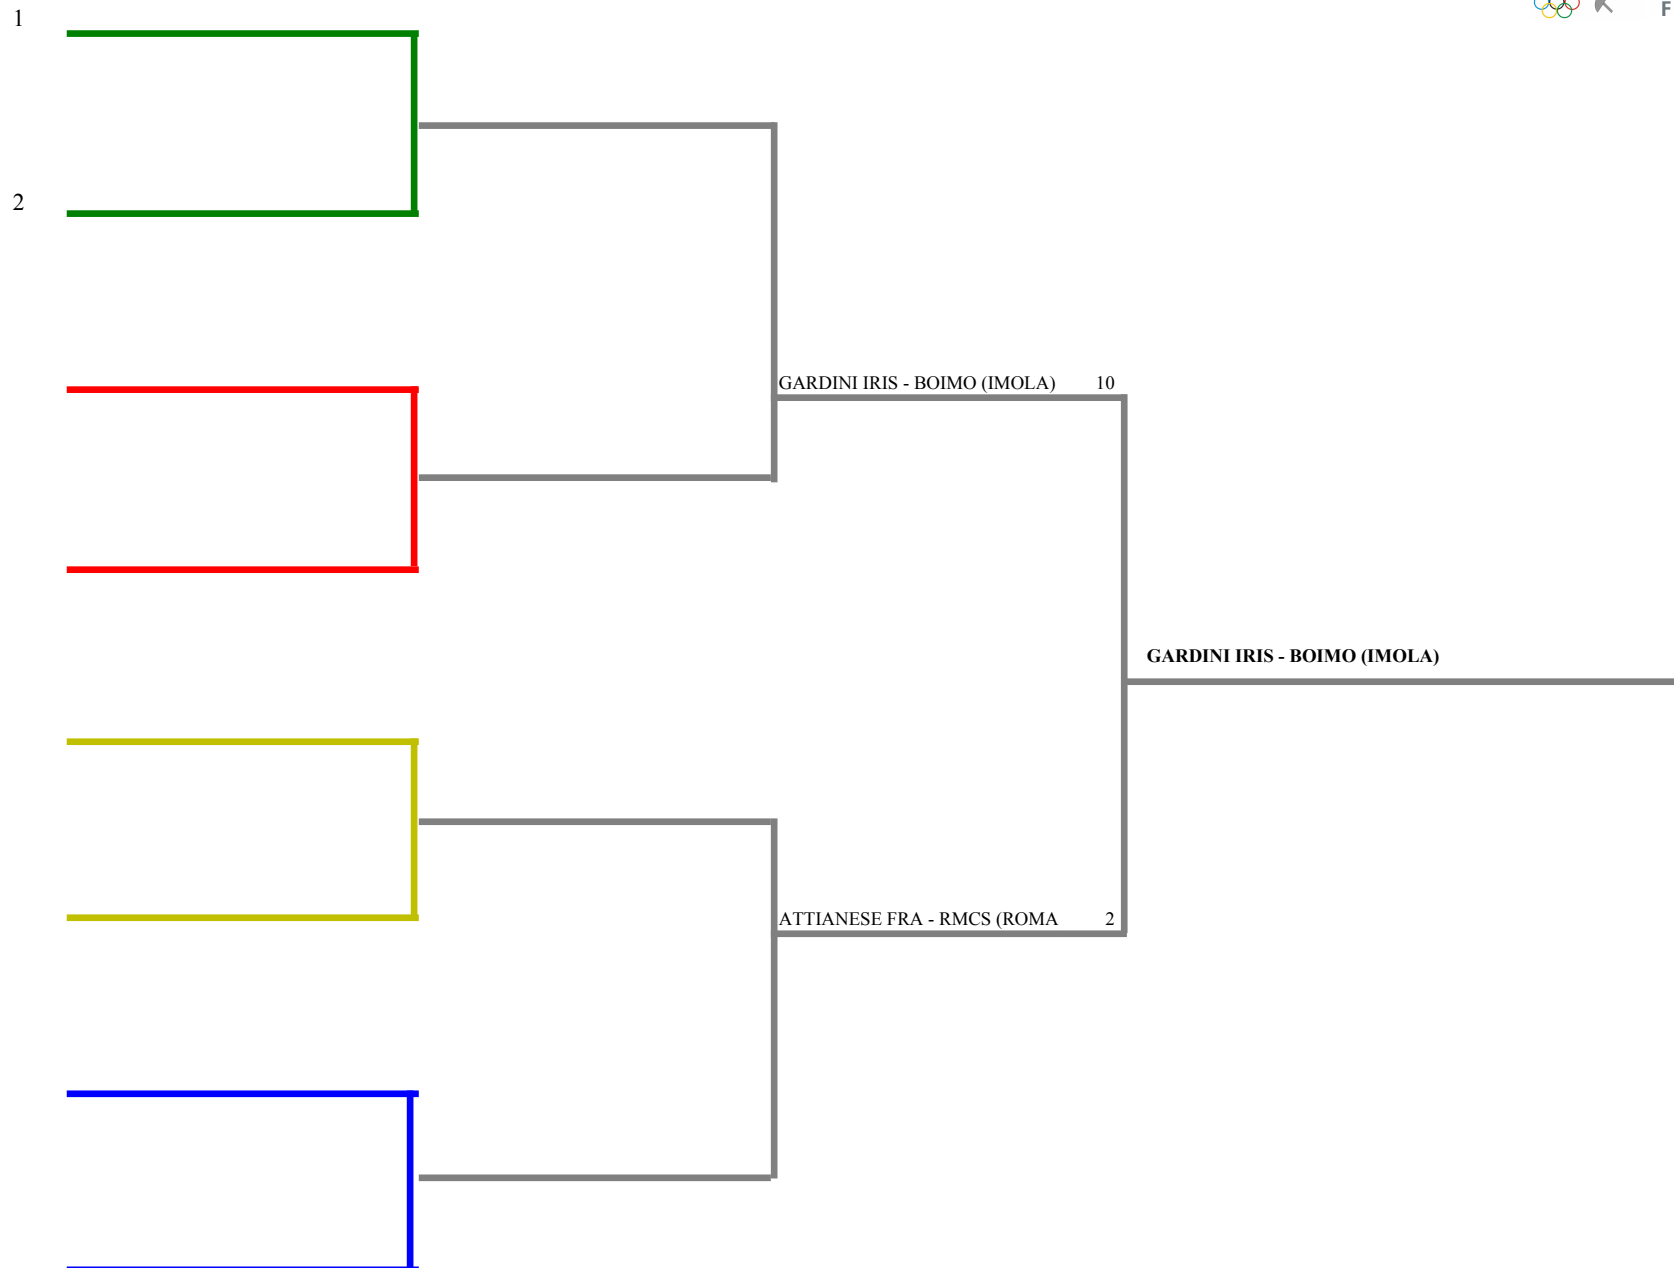 1
F
2
GARDINI IRIS - BOIMO (IMOLA) 10
GARDINI IRIS - BOIMO (IMOLA)
ATTIANESE FRA - RMCS (ROMA 2